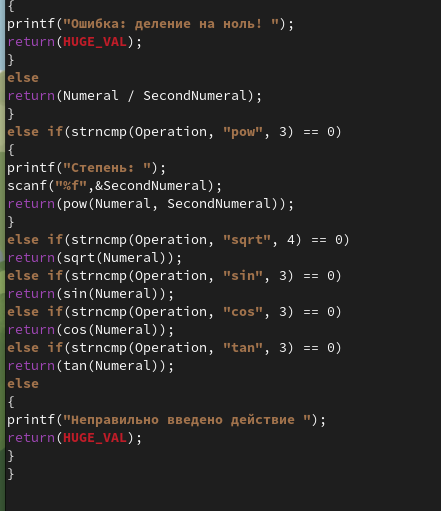 {
printf("Ошибка: деление на ноль! ");
return(HUGE_VAL);
}
else
return(Numeral / SecondNumeral);
}
else if(strncmp(Operation, "pow", 3) == 0)
{
printf("Степень: ");
scanf("%f",&SecondNumeral);
return(pow(Numeral, SecondNumeral));
}
else if(strncmp(Operation, "sqrt", 4) == 0)
return(sqrt(Numeral));
else if(strncmp(Operation, "sin", 3) == 0)
return(sin(Numeral));
else if(strncmp(Operation, "cos", 3) == 0)
return(cos(Numeral));
else if(strncmp(Operation, "tan", 3) == 0)
return(tan(Numeral));
else
{
printf("Неправильно введено действие ");
return(HUGE_VAL);
}
}